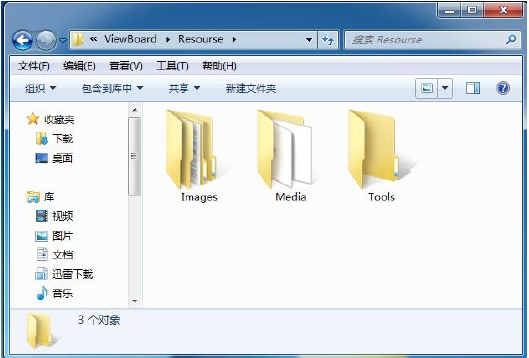 « ViewBoard Resourse
搜索 Resourse
文件(F) 编辑(E) 查看(V) 工具(T) 帮助(H)
组织 包含到库中 共享 新建文件夹
收藏夹
下载
桌面
库
视频
图片
文档
迅雷下载
音乐
Images Media Tools
3 个对象